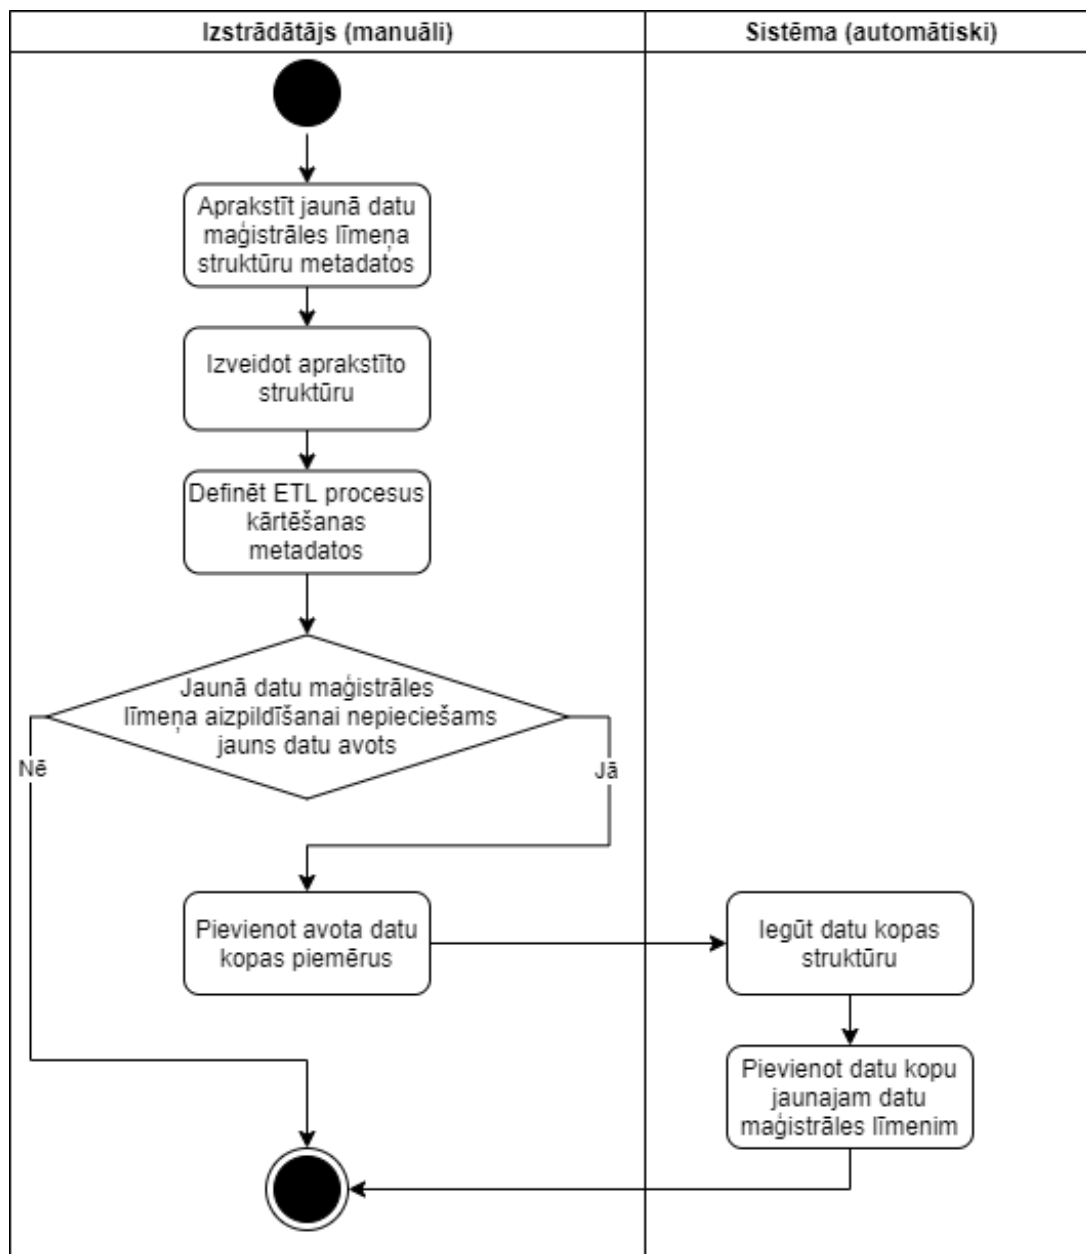 Izstrādātājs (manuāli)
Sistēma (automātiski)
Aprakstīt jaunā datu
maģistrāles līmeņa
struktūru metadatos
Izveidot aprakstīto
struktūru
Definēt ETL procesus
kārtēšanas
metadatos
Jaunā datu maģistrāles
līmeņa aizpildīšanai nepieciešams
jauns datu avots
Nē
Jā
Pievienot avota datu
kopas piemērus
Iegūt datu kopas
struktūru
Pievienot datu kopu
jaunajam datu
maģistrāles līmenim